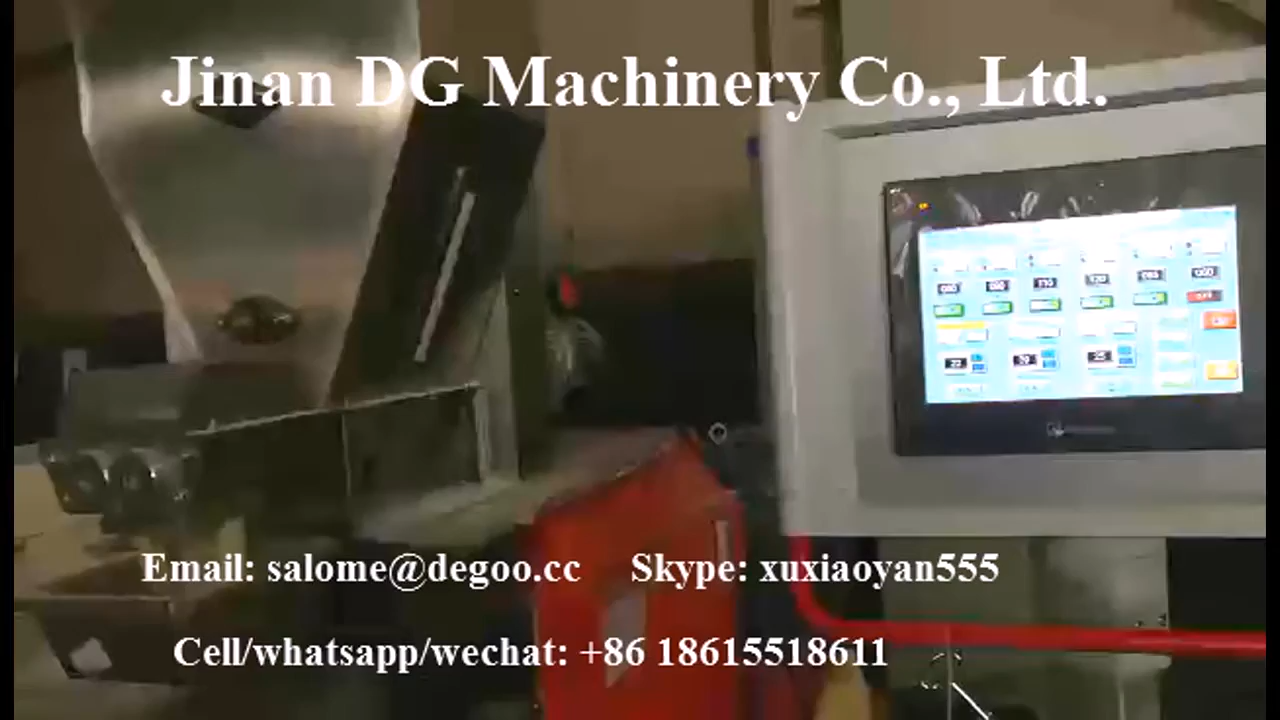 Jinan DG Machinery Co., Ltd.
Email: salome@degoo.cc Skype: xuxiaoyan555
Cell/whatsapp/wechat: +86 18615518611